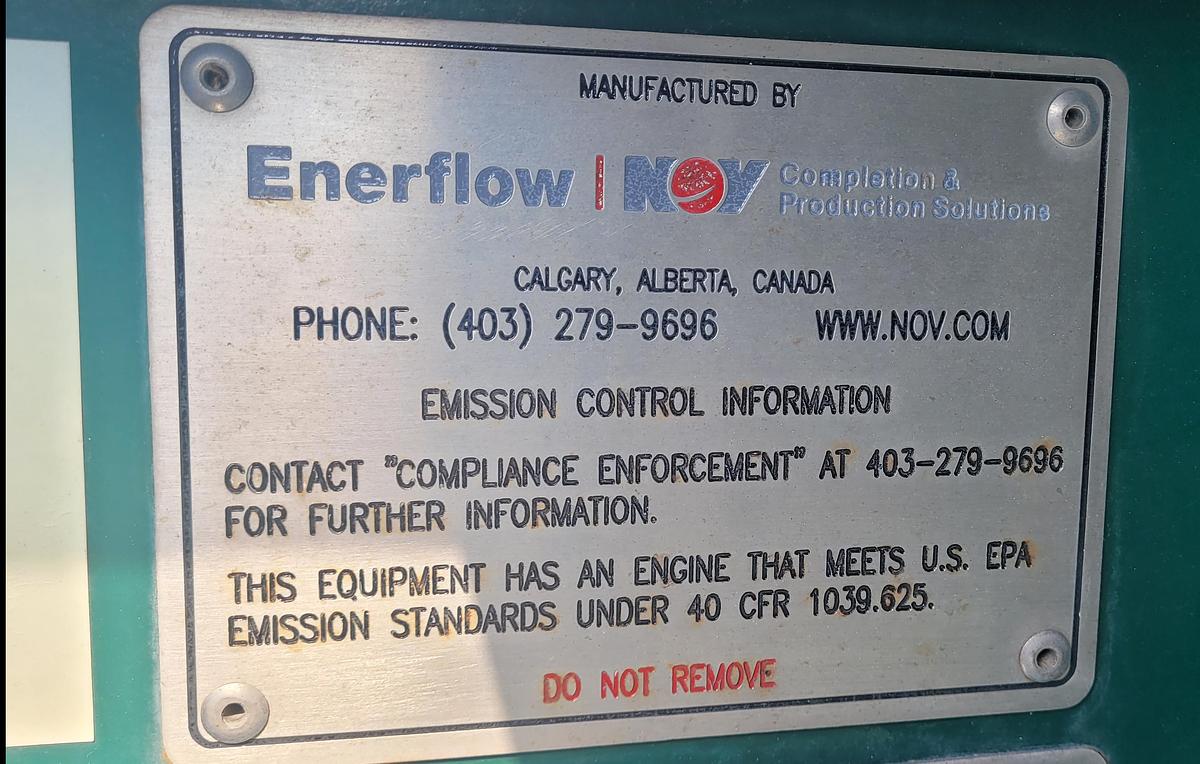 MANUFACTURED BY
Enerflow | NOV Completion &
Production Solutions
CALGARY, ALBERTA, CANADA
PHONE: (403) 279-9696 WWW.NOV.COM
EMISSION CONTROL INFORMATION
CONTACT "COMPLIANCE ENFORCEMENT" AT 403-279-9696
FOR FURTHER INFORMATION.
THIS EQUIPMENT HAS AN ENGINE THAT MEETS U.S. EPA
EMISSION STANDARDS UNDER 40 CFR 1039.625.
DO NOT REMOVE